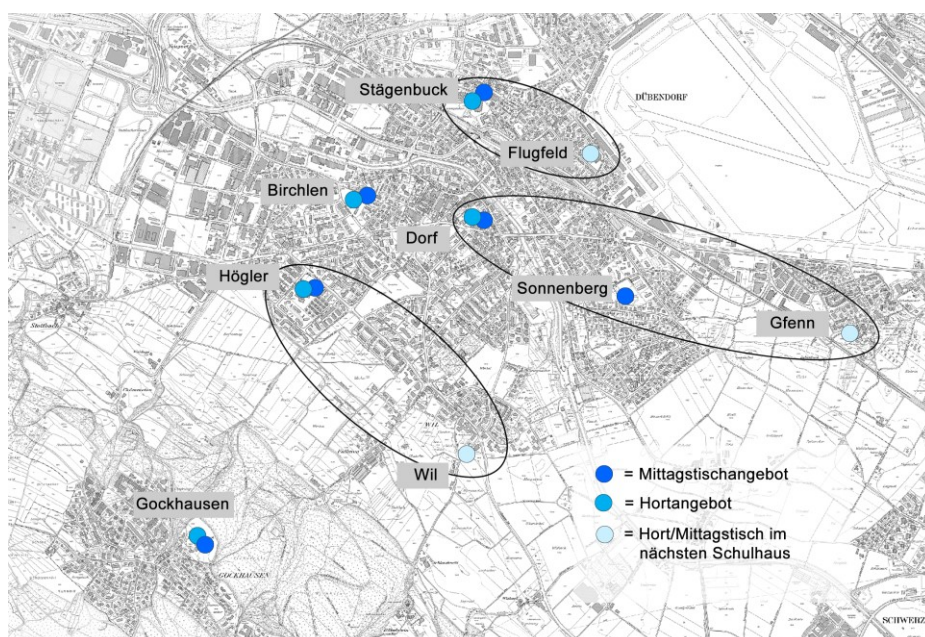 Stägenbuck
DÜBENDORF
Flugfeld
Birchlen
Dorf
Högler
Sonnenberg
Gfenn
WIL
Wil
= Mittagstischangebot
= Hortangebot
= Hort/Mittagstisch im
nächsten Schulhaus
Gockhausen
GOCKHAUSEN
SCHWERZ